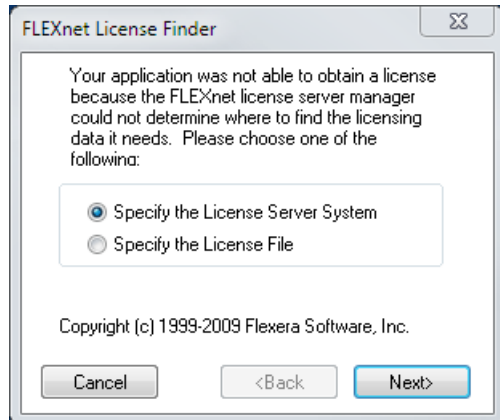 FLEXnet License Finder
Your application was not able to obtain a license
because the FLEXnet license server manager
could not determine where to find the licensing
data it needs.  Please choose one of the
following:
Specify the License Server System
Specify the License File
Copyright (c) 1999-2009 Flexera Software, Inc.
Cancel
<Back
Next>